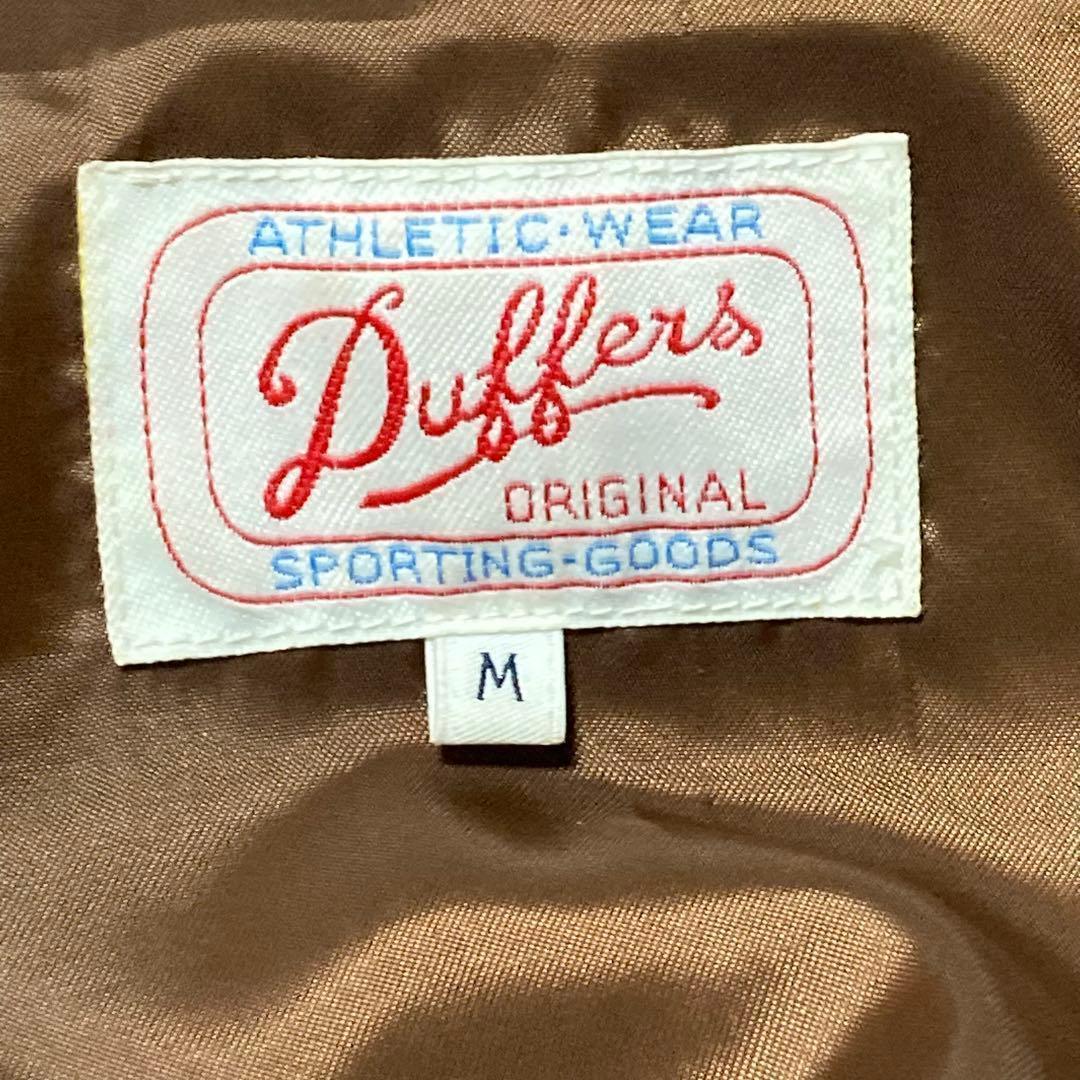 ATHLETIC·WEAR
Duffers
ORIGINAL
SPORTING-GOODS
M